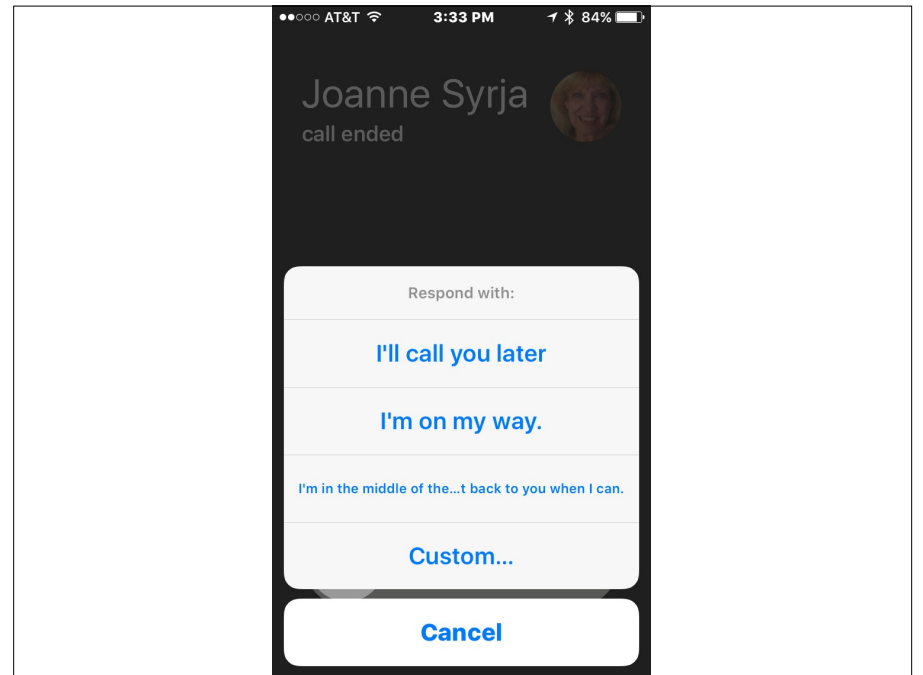 AT&T 3:33 PM 84%
Joanne Syrja
call ended
Respond with:
I'll call you later
I'm on my way.
I'm in the middle of the...t back to you when I can.
Custom...
Cancel